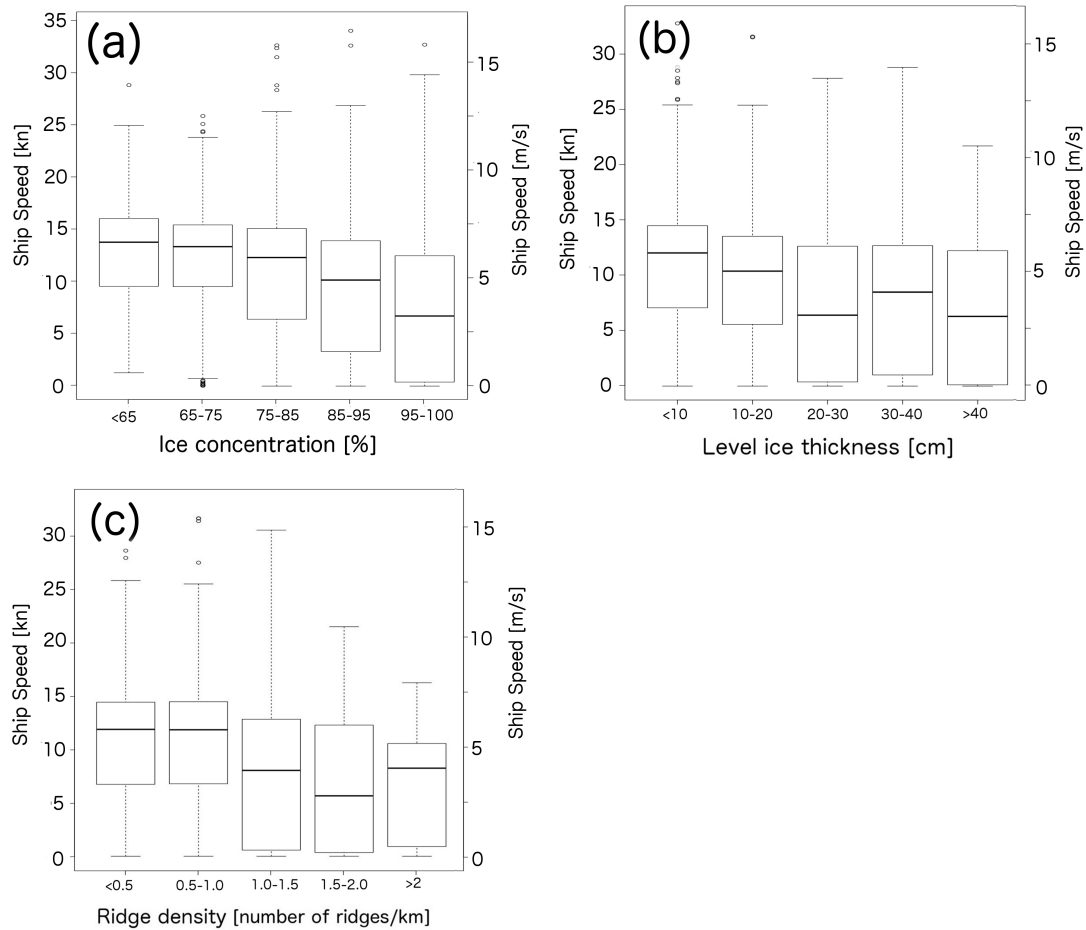 (a)
Ship Speed [kn]
35
30
25
20
15
10
5
0
15
10
5
0
Ship Speed [m/s]
<65 65-75 75-85 85-95 95-100
Ice concentration [%]
(b)
Ship Speed [kn]
30
25
20
15
10
5
0
15
10
5
0
Ship Speed [m/s]
<10 10-20 20-30 30-40 >40
Level ice thickness [cm]
(c)
Ship Speed [kn]
30
25
20
15
10
5
0
15
10
5
0
Ship Speed [m/s]
<0.5 0.5-1.0 1.0-1.5 1.5-2.0 >2
Ridge density [number of ridges/km]